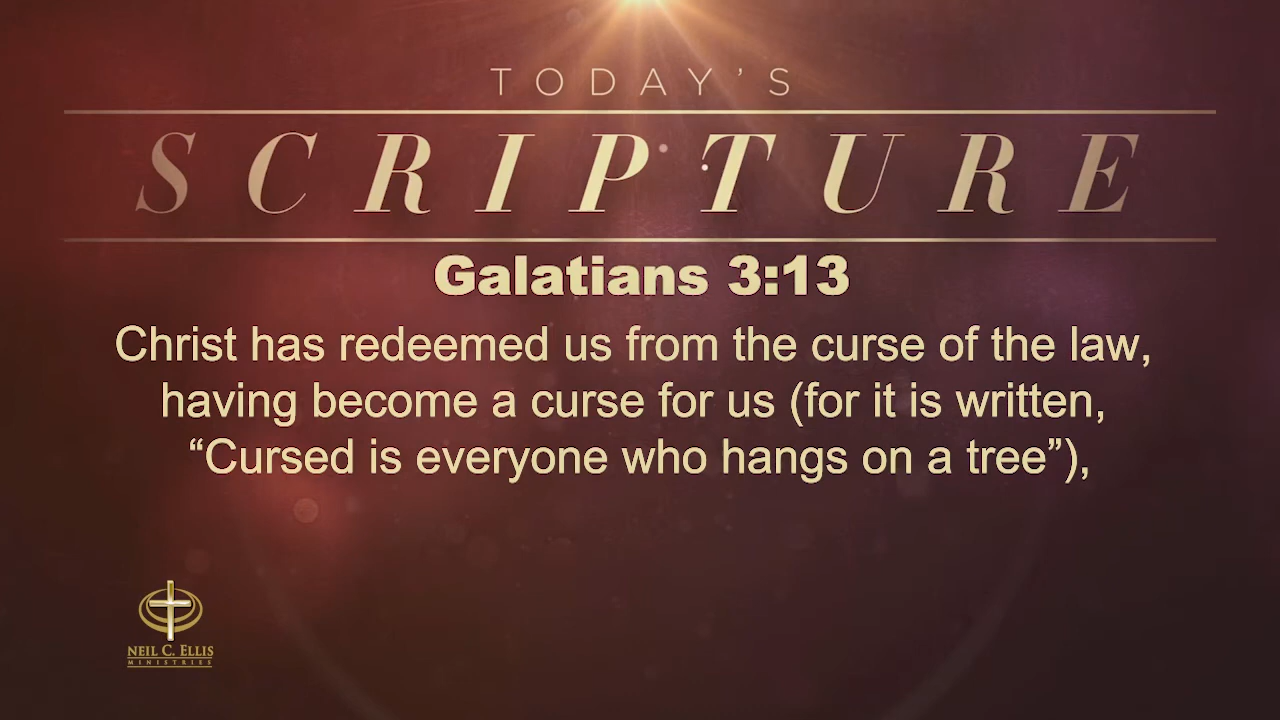 TODAY'S
SCRIPTURE
Galatians 3:13
Christ has redeemed us from the curse of the law,
having become a curse for us (for it is written,
“Cursed is everyone who hangs on a tree”),
NEIL C. ELLIS
MINISTRIES